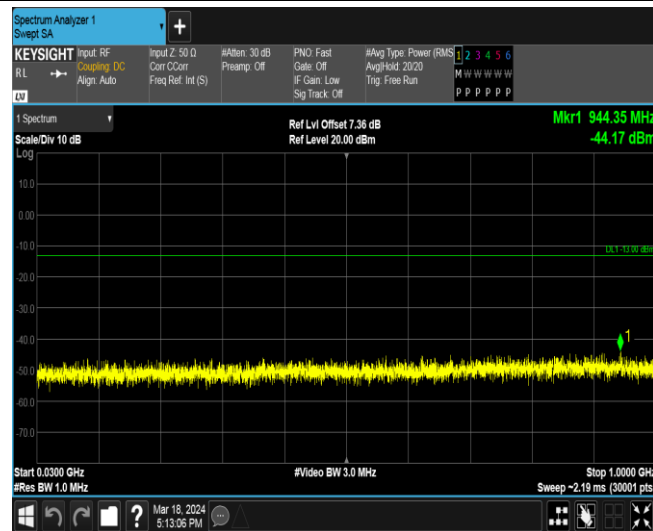 Spectrum Analyzer 1
Swept SA
KEYSIGHT
RL
LXI
Input: RF
Coupling: DC
Align: Auto
Input Z: 50 Ω
Corr CCorr
Freq Ref: Int (S)
#Atten: 30 dB
Preamp: Off
PNO: Fast
Gate: Off
IF Gain: Low
Sig Track: Off
#Avg Type: Power (RMS
Avg|Hold: 20/20
Trig: Free Run
1 2 3 4 5 6
M W W W W W
P P P P P P
1 Spectrum
Scale/Div 10 dB
Log
Ref Lvl Offset 7.36 dB
Ref Level 20.00 dBm
Mkr1 944.35 MHz
-44.17 dBm
10.0
0.00
-10.0
DL1 -13.00 dBm
-20.0
-30.0
-40.0
1
-50.0
-60.0
-70.0
Start 0.0300 GHz
#Res BW 1.0 MHz
#Video BW 3.0 MHz
Stop 1.0000 GHz
Sweep ~2.19 ms (30001 pts
?
Mar 18, 2024
5:13:06 PM